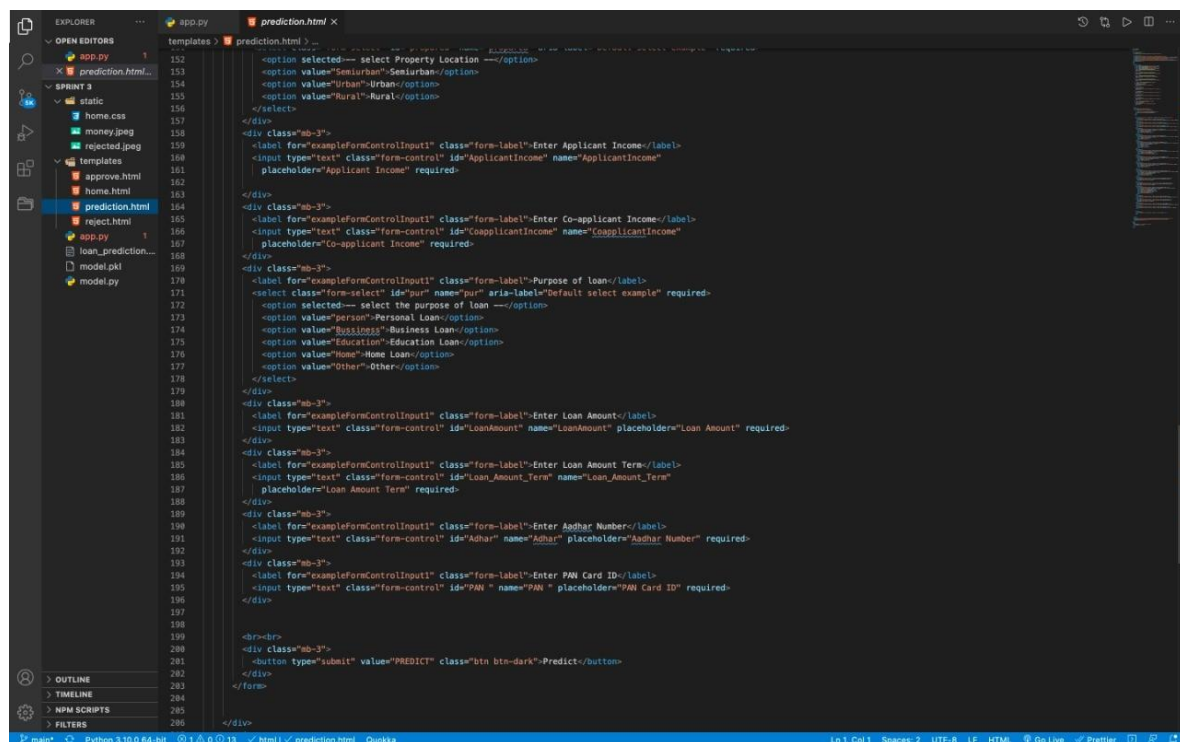 EXPLORER
app.py
prediction.html
OPEN EDITORS
app.py 1
prediction.html...
SPRINT 3
static
home.css
money.jpeg
rejected.jpeg
templates
approve.html
home.html
prediction.html
reject.html
app.py 1
loan_prediction....
model.pkl
model.py
OUTLINE
TIMELINE
NPM SCRIPTS
FILTERS
5K
templates > prediction.html > ...
152 <option selected>-- select Property Location --</option>
153 <option value="Semiurban">Semiurban</option>
154 <option value="Urban">Urban</option>
155 <option value="Rural">Rural</option>
156 </select>
157 </div>
158 <div class="mb-3">
159 <label for="exampleFormControlInput1" class="form-label">Enter Applicant Income</label>
160 <input type="text" class="form-control" id="ApplicantIncome" name="ApplicantIncome"
161 placeholder="Applicant Income" required>
162
163 </div>
164 <div class="mb-3">
165 <label for="exampleFormControlInput1" class="form-label">Enter Co-applicant Income</label>
166 <input type="text" class="form-control" id="CoapplicantIncome" name="CoapplicantIncome"
167 placeholder="Co-applicant Income" required>
168 </div>
169 <div class="mb-3">
170 <label for="exampleFormControlInput1" class="form-label">Purpose of loan</label>
171 <select class="form-select" id="pur" name="pur" aria-label="Default select example" required>
172 <option selected>-- select the purpose of loan --</option>
173 <option value="person">Personal Loan</option>
174 <option value="Bussiness">Business Loan</option>
175 <option value="Education">Education Loan</option>
176 <option value="Home">Home Loan</option>
177 <option value="Other">Other</option>
178 </select>
179 </div>
180 <div class="mb-3">
181 <label for="exampleFormControlInput1" class="form-label">Enter Loan Amount</label>
182 <input type="text" class="form-control" id="LoanAmount" name="LoanAmount" placeholder="Loan Amount" required>
183 </div>
184 <div class="mb-3">
185 <label for="exampleFormControlInput1" class="form-label">Enter Loan Amount Term</label>
186 <input type="text" class="form-control" id="Loan_Amount_Term" name="Loan_Amount_Term"
187 placeholder="Loan Amount Term" required>
188 </div>
189 <div class="mb-3">
190 <label for="exampleFormControlInput1" class="form-label">Enter Aadhar Number</label>
191 <input type="text" class="form-control" id="Adhar" name="Adhar" placeholder="Aadhar Number" required>
192 </div>
193 <div class="mb-3">
194 <label for="exampleFormControlInput1" class="form-label">Enter PAN Card ID</label>
195 <input type="text" class="form-control" id="PAN " name="PAN " placeholder="PAN Card ID" required>
196 </div>
197
198
199 <br><br>
200 <div class="mb-3">
201 <button type="submit" value="PREDICT" class="btn btn-dark">Predict</button>
202 </div>
203 </form>
204
205
206 </div>
main* Python 3.10.0 64-bit 1 0 13 html | prediction.html Quokka Ln 1, Col 1 Spaces: 2 UTF-8 LF HTML Go Live Prettier